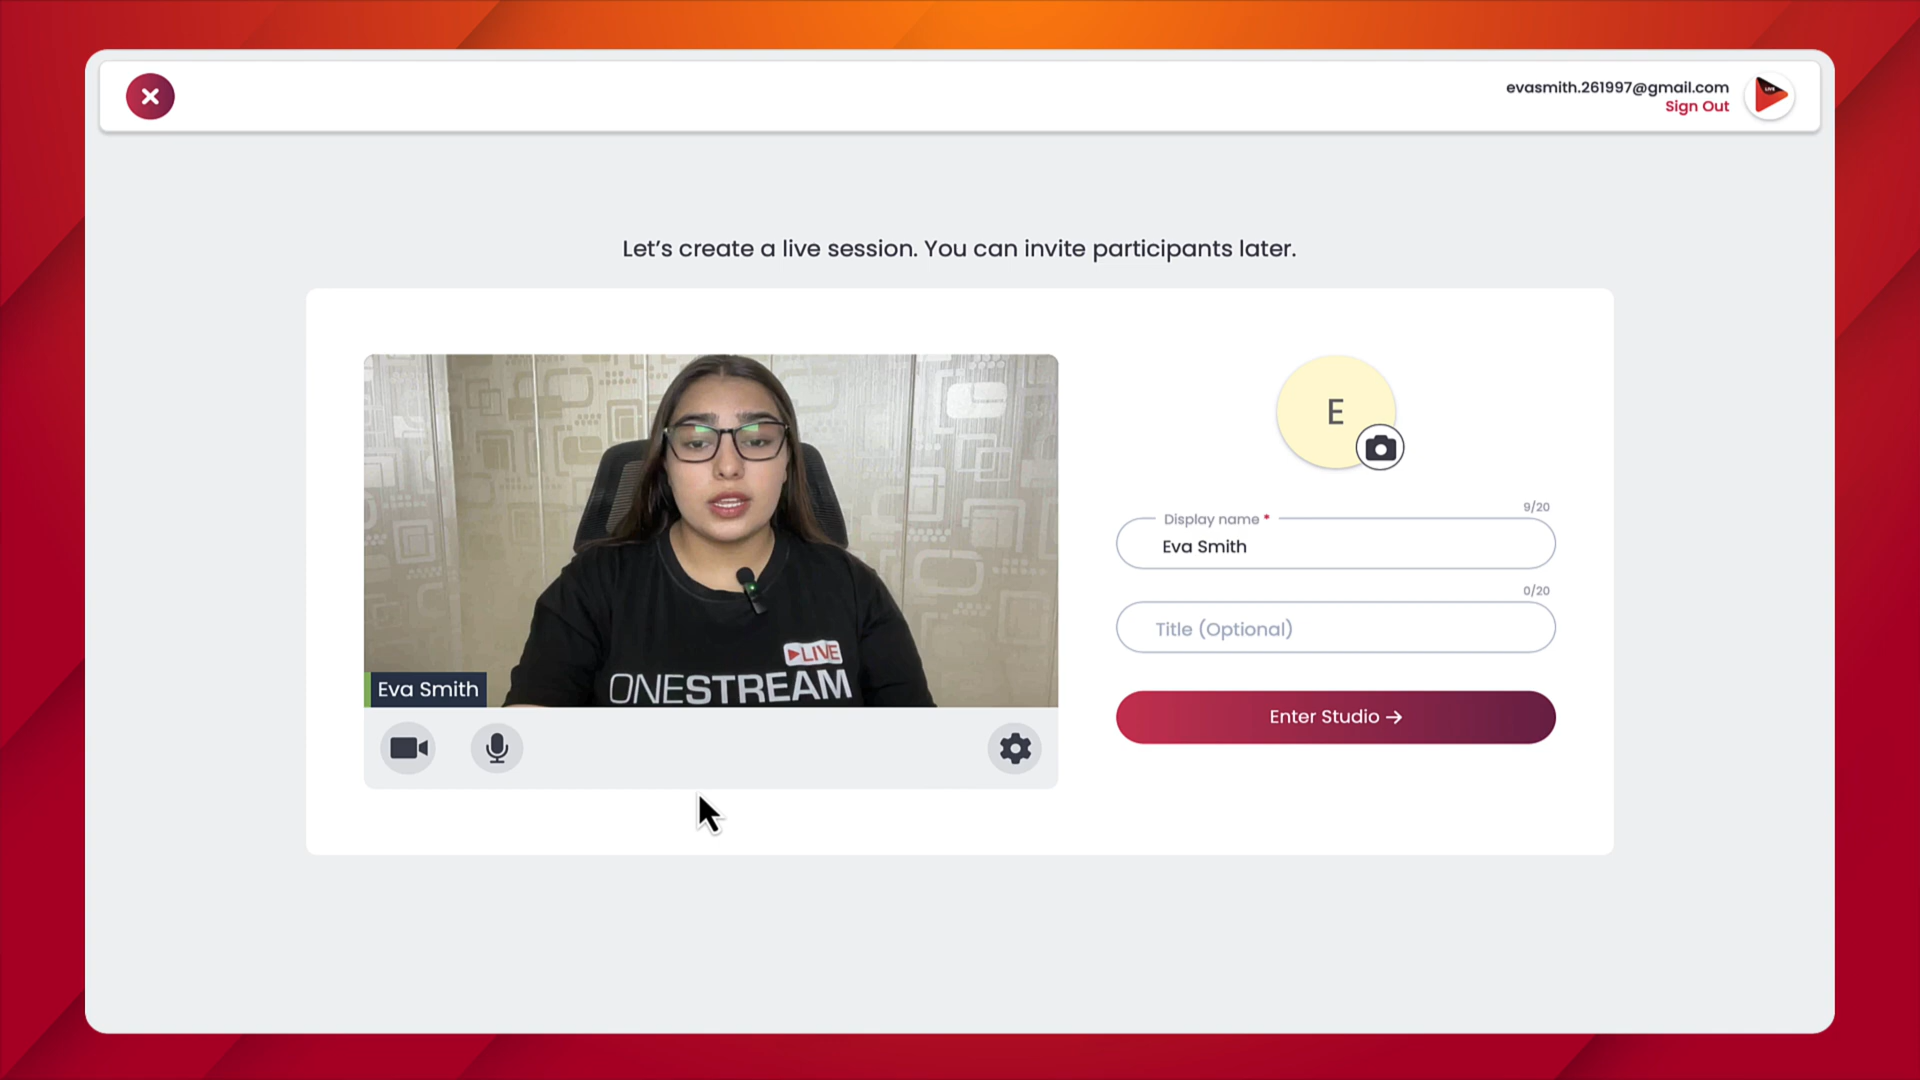 evasmith.261997@gmail.com
Sign Out
LIVE
Let's create a live session. You can invite participants later.
E
9/20
Display name *
Eva Smith
0/20
Title (Optional)
LIVE
ONESTREAM
Eva Smith
Enter Studio →